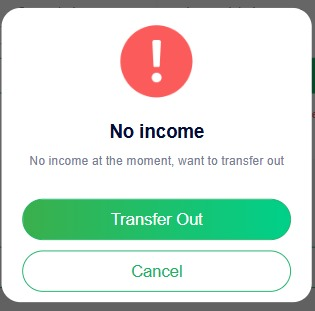 No income
No income at the moment, want to transfer out
Transfer Out
Cancel